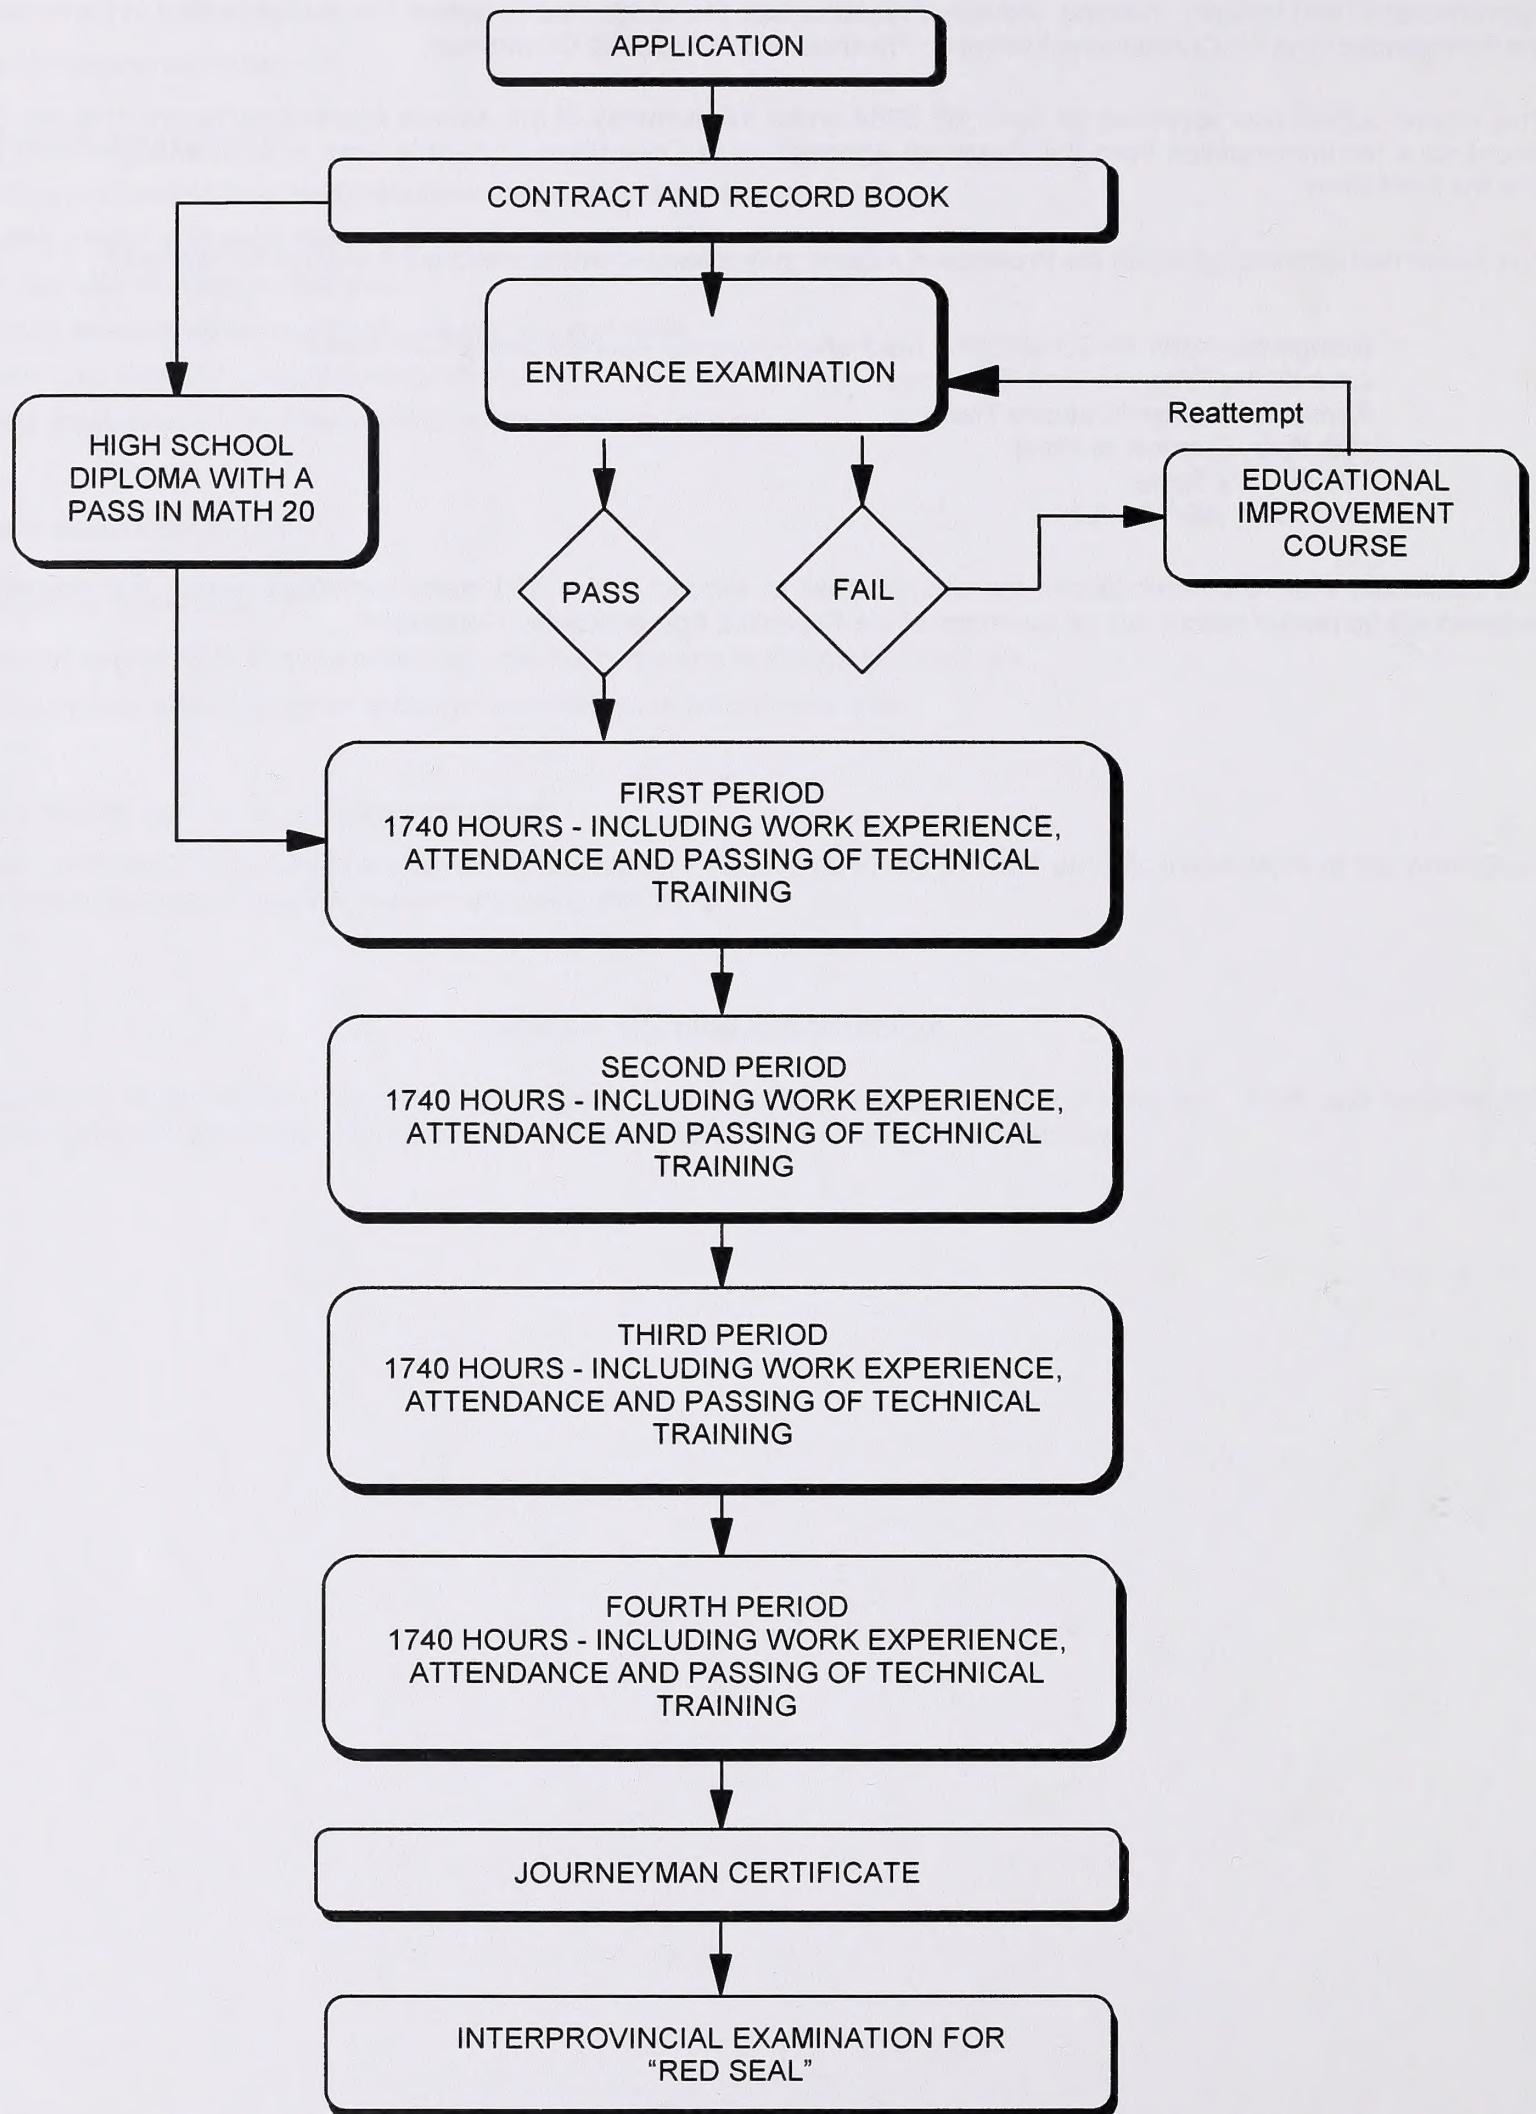 APPLICATION
CONTRACT AND RECORD BOOK
ENTRANCE EXAMINATION
Reattempt
HIGH SCHOOL
DIPLOMA WITH A
PASS IN MATH 20
EDUCATIONAL
IMPROVEMENT
COURSE
PASS
FAIL
FIRST PERIOD
1740 HOURS - INCLUDING WORK EXPERIENCE,
ATTENDANCE AND PASSING OF TECHNICAL
TRAINING
SECOND PERIOD
1740 HOURS - INCLUDING WORK EXPERIENCE,
ATTENDANCE AND PASSING OF TECHNICAL
TRAINING
THIRD PERIOD
1740 HOURS - INCLUDING WORK EXPERIENCE,
ATTENDANCE AND PASSING OF TECHNICAL
TRAINING
FOURTH PERIOD
1740 HOURS - INCLUDING WORK EXPERIENCE,
ATTENDANCE AND PASSING OF TECHNICAL
TRAINING
JOURNEYMAN CERTIFICATE
INTERPROVINCIAL EXAMINATION FOR
“RED SEAL”